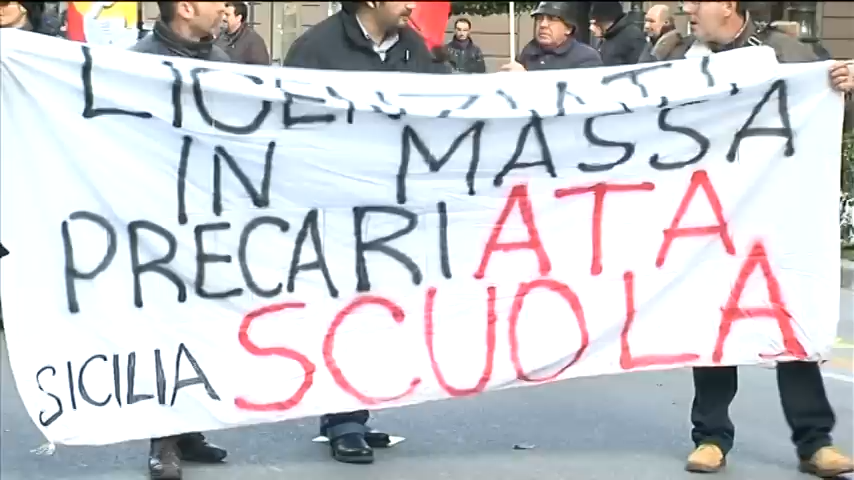 LICENZIATI
IN MASSA
PRECARI ATA
SICILIA SCUOLA